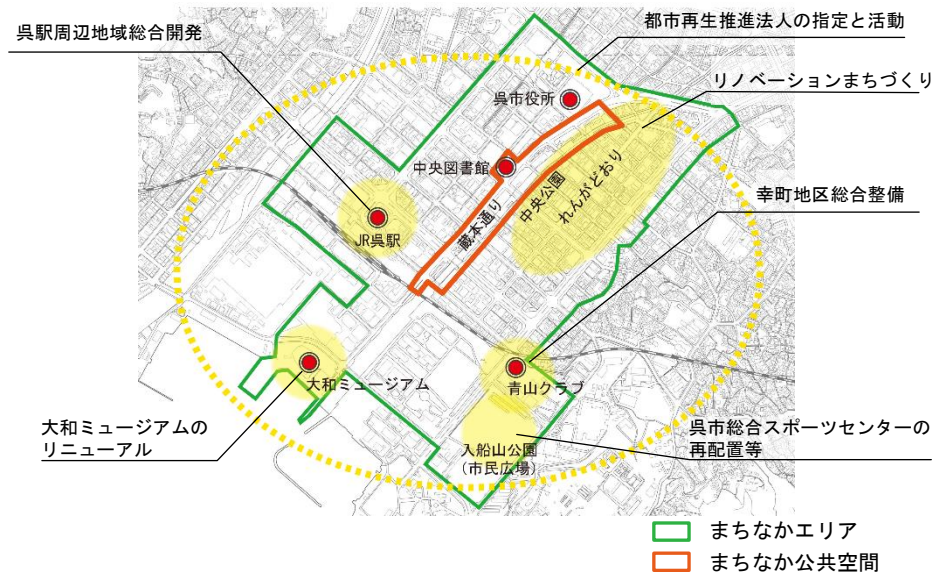 都市再生推進法人の指定と活動
呉駅周辺地域総合開発
リノベーションまちづくり
呉市役所
中央図書館
中央公園
れんがどおり
蔵本通り
幸町地区総合整備
JR呉駅
大和ミュージアム
青山クラブ
大和ミュージアムの
リニューアル
入船山公園
(市民広場)
呉市総合スポーツセンターの
再配置等
まちなかエリア
まちなか公共空間